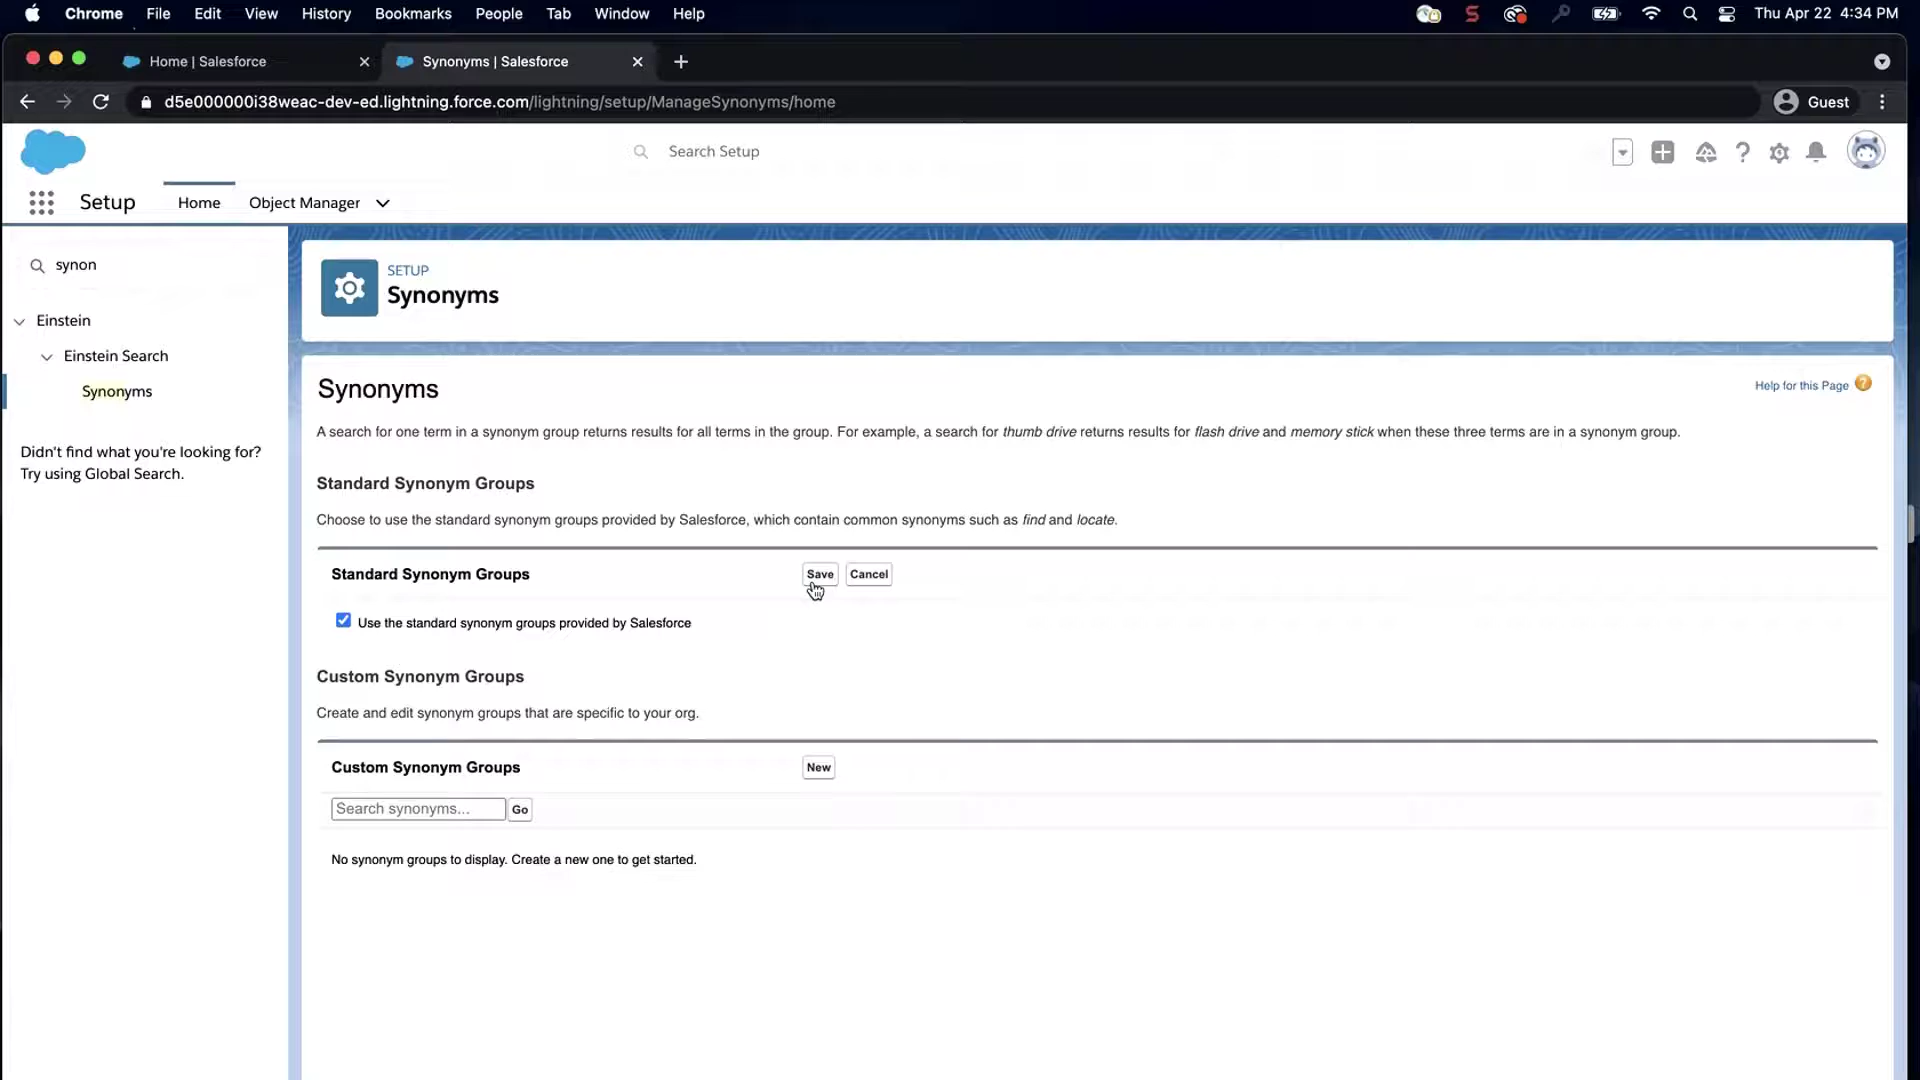 Chrome File Edit View History Bookmarks People Tab Window Help Thu Apr 22 4:34 PM
Home | Salesforce Synonyms | Salesforce
d5e000000i38weac-dev-ed.lightning.force.com/lightning/setup/ManageSynonyms/home Guest
Search Setup
Setup Home Object Manager
synon
Einstein
Einstein Search
Synonyms
Didn't find what you're looking for?
Try using Global Search.
SETUP
Synonyms
Synonyms
Help for this Page
A search for one term in a synonym group returns results for all terms in the group. For example, a search for thumb drive returns results for flash drive and memory stick when these three terms are in a synonym group.
Standard Synonym Groups
Choose to use the standard synonym groups provided by Salesforce, which contain common synonyms such as find and locate.
Standard Synonym Groups Save Cancel
Use the standard synonym groups provided by Salesforce
Custom Synonym Groups
Create and edit synonym groups that are specific to your org.
Custom Synonym Groups New
Search synonyms... Go
No synonym groups to display. Create a new one to get started.